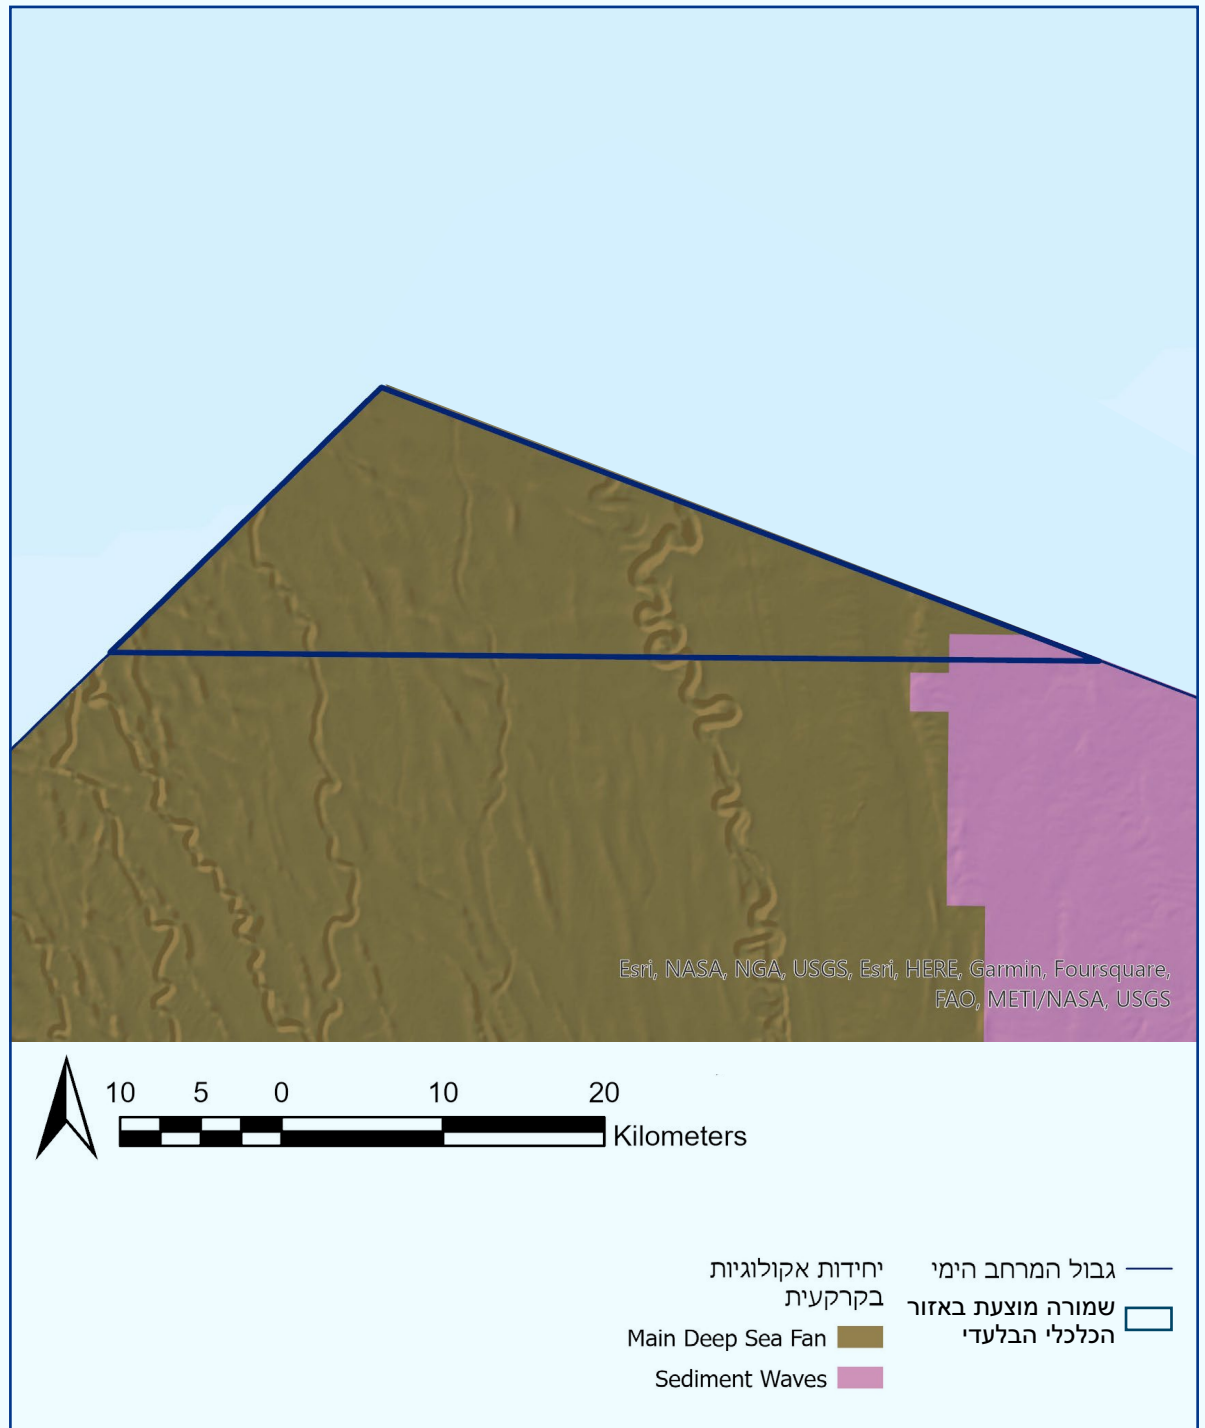 Esri, NASA, NGA, USGS, Esri, HERE, Garmin, Foursquare,
FAO, METI/NASA, USGS
10 5 0 10 20
Kilometers
גבול המרחב הימי
שמורה מוצעת באזור
הכלכלי הבלעדי
יחידות אקולוגיות
בקרקעית
Main Deep Sea Fan
Sediment Waves